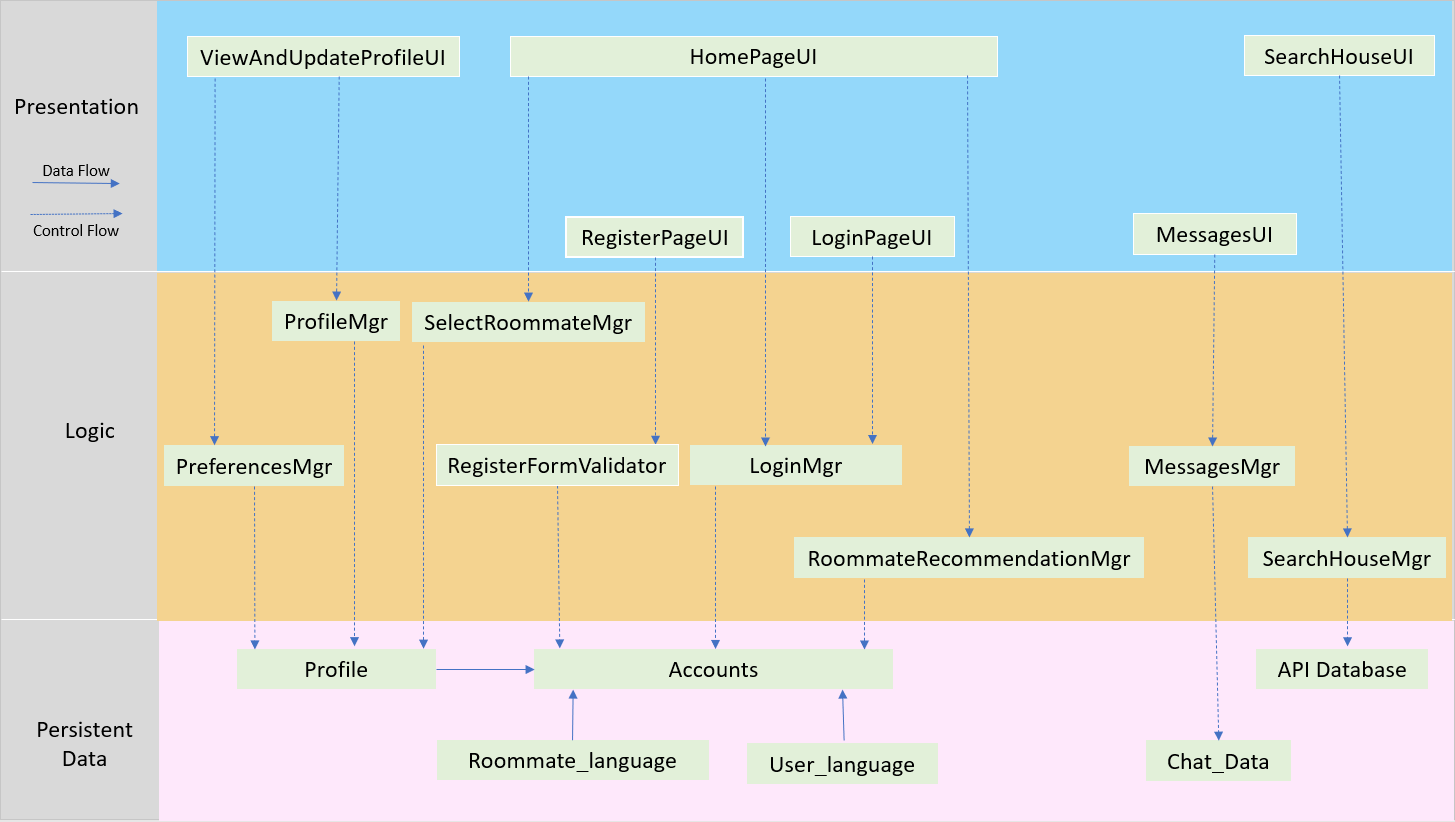 ViewAndUpdateProfileUI
HomePageUI
SearchHouseUI
Presentation
Data Flow
Control Flow
RegisterPageUI
LoginPageUI
MessagesUI
ProfileMgr
SelectRoommateMgr
Logic
PreferencesMgr
RegisterFormValidator
LoginMgr
MessagesMgr
RoommateRecommendationMgr
SearchHouseMgr
Profile
Accounts
API Database
Persistent
Data
Roommate_language
User_language
Chat_Data